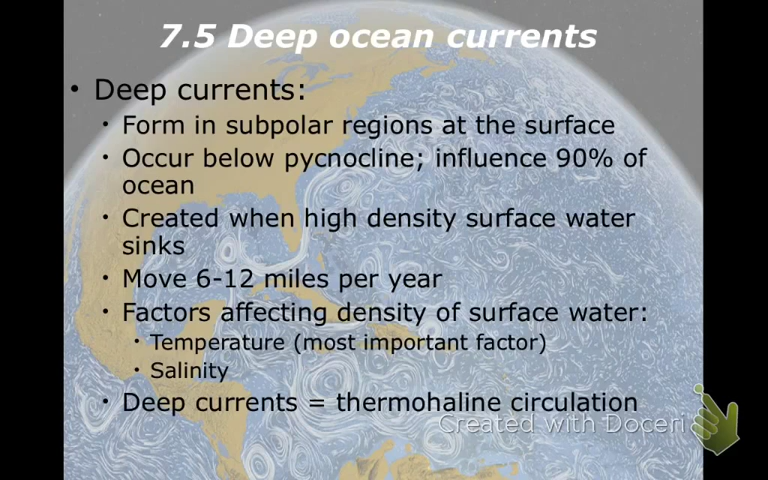 7.5 Deep ocean currents
• Deep currents:
• Form in subpolar regions at the surface
• Occur below pycnocline; influence 90% of
ocean
• Created when high density surface water
sinks
• Move 6-12 miles per year
• Factors affecting density of surface water:
• Temperature (most important factor)
• Salinity
• Deep currents = thermohaline circulation
Created with Doceri